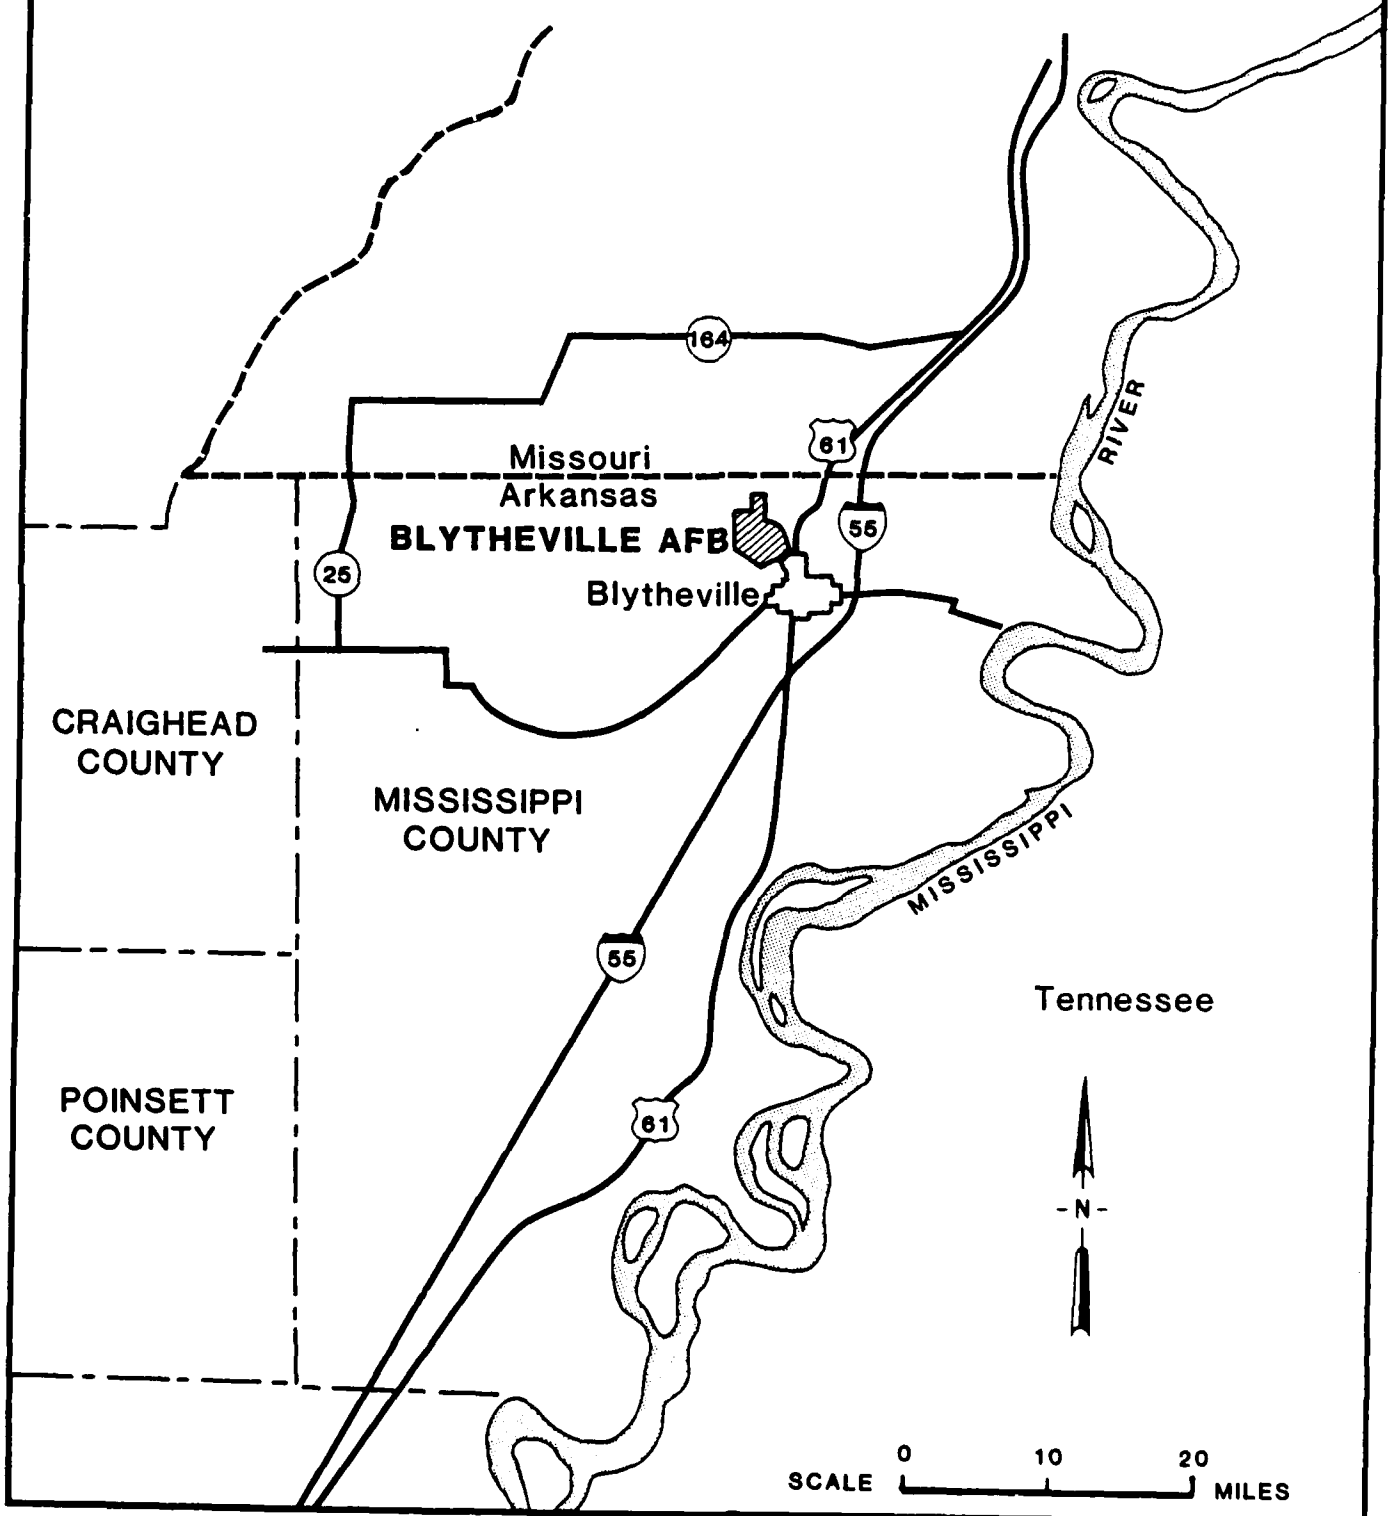 164
RIVER
61
Missouri
Arkansas
55
BLYTHEVILLE AFB
25
Blytheville
CRAIGHEAD
COUNTY
MISSISSIPPI
COUNTY
MISSISSIPPI
55
Tennessee
POINSETT
COUNTY
61
-N-
0 10 20
SCALE MILES